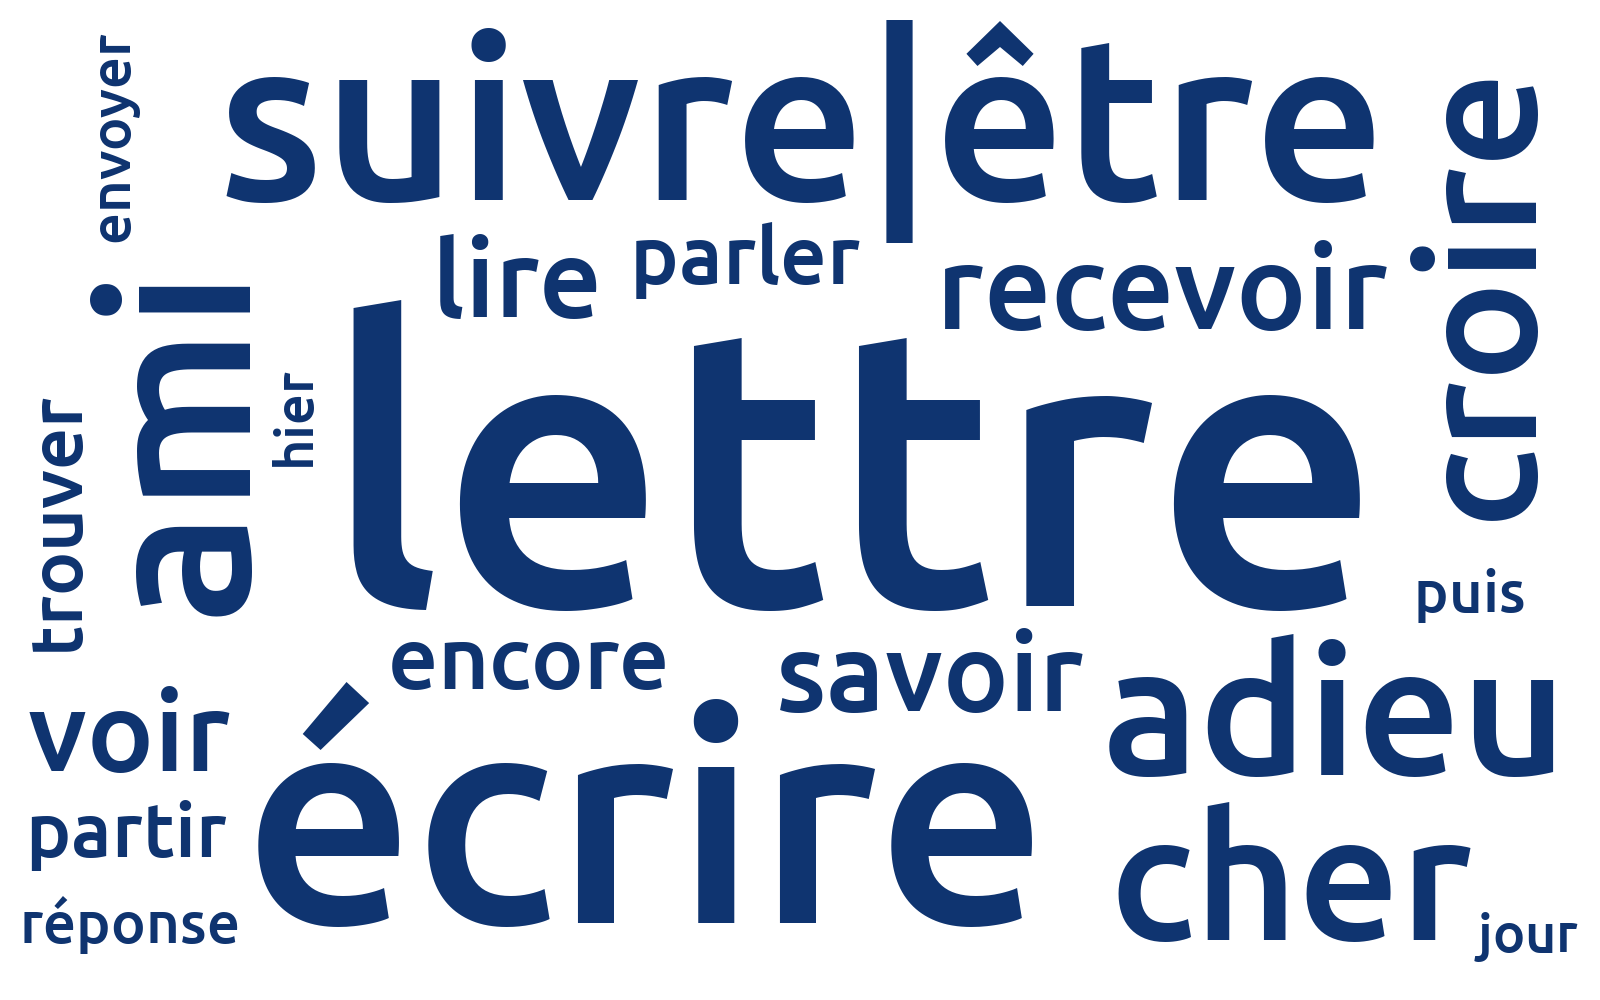 envoyer
suivre|être
croire
lire
parler
recevoir
ami
hier
lettre
trouver
puis
encore
savoir
adieu
voir
écrire
partir
cher
réponse
jour